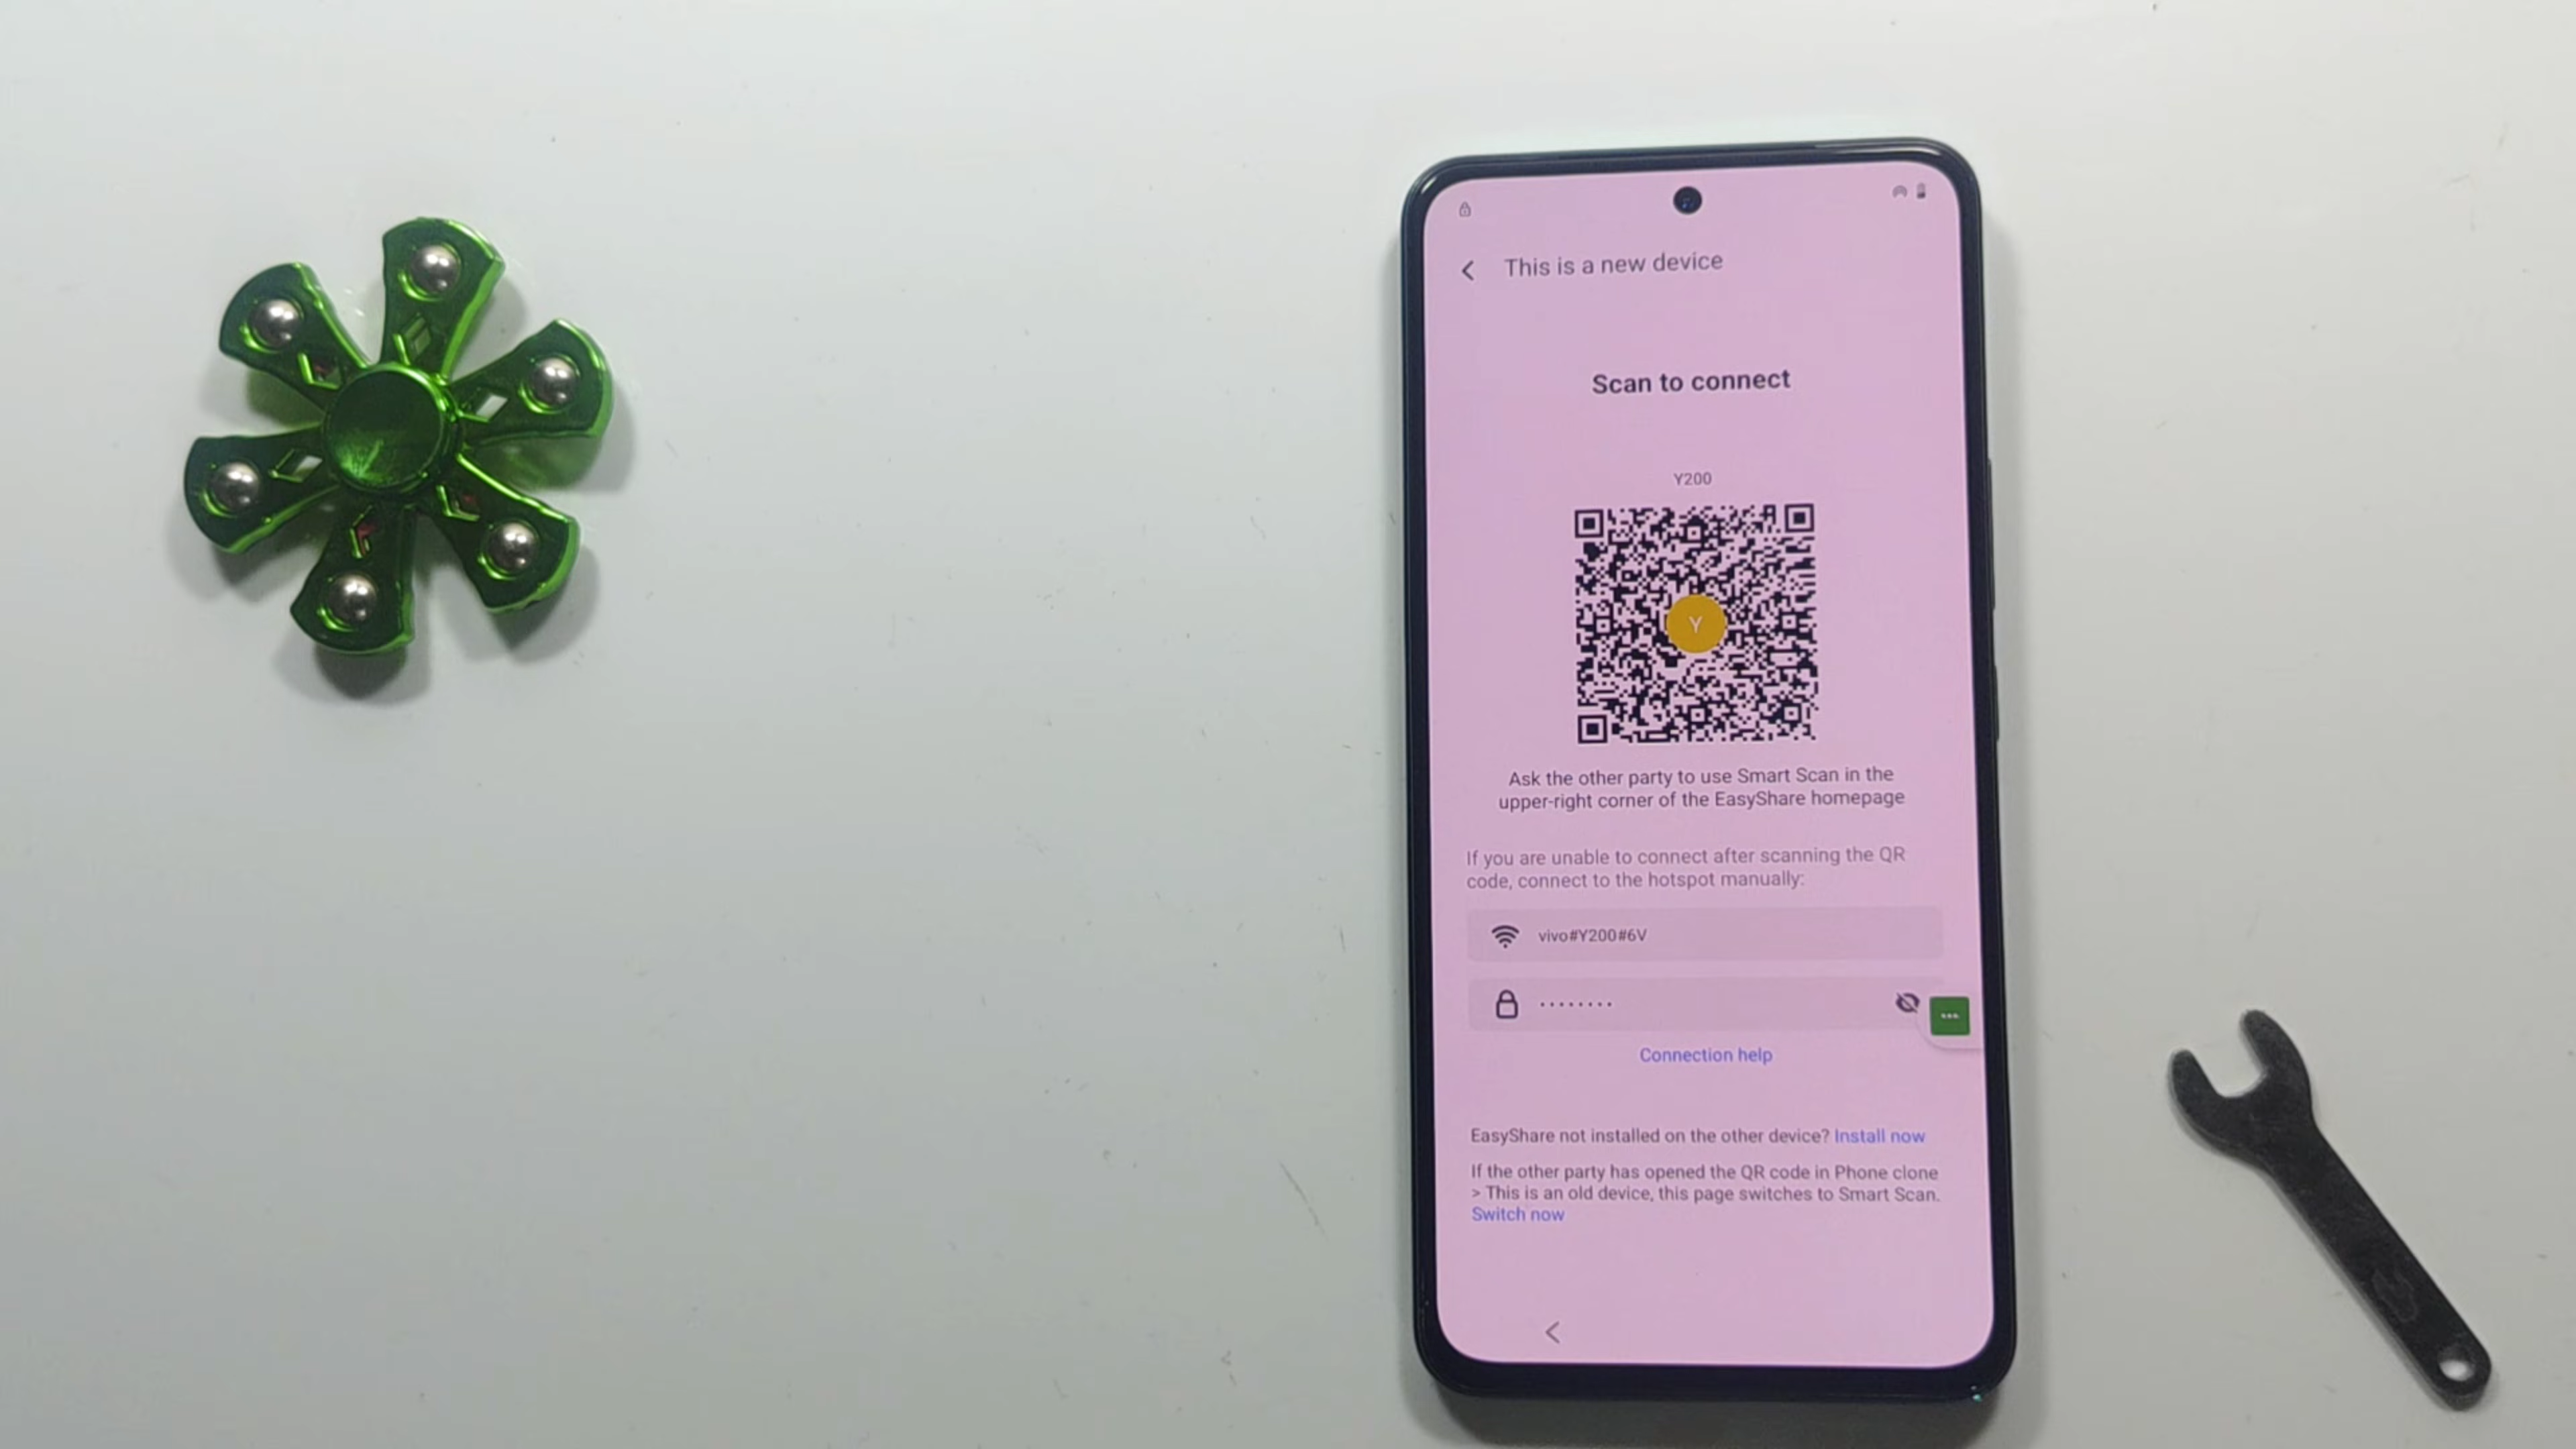 This is a new device
Scan to connect
Y200
Y
Ask the other party to use Smart Scan in the
upper-right corner of the EasyShare homepage
If you are unable to connect after scanning the QR
code, connect to the hotspot manually:
vivo#Y200#6V
········
Connection help
EasyShare not installed on the other device? Install now
If the other party has opened the QR code in Phone clone
> This is an old device, this page switches to Smart Scan.
Switch now